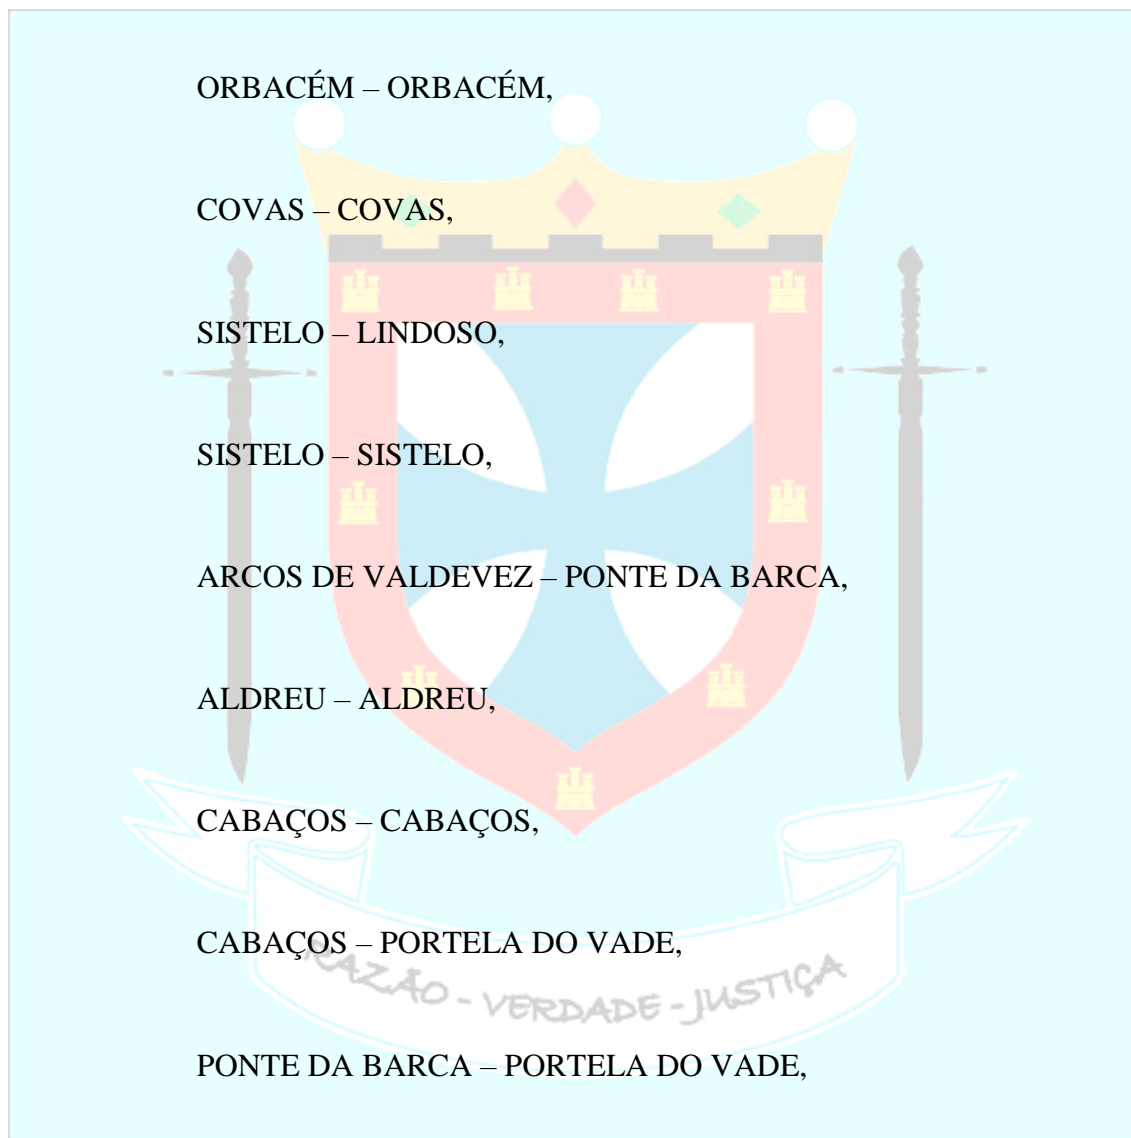 ORBACÉM – ORBACÉM,
COVAS – COVAS,
SISTELO – LINDOSO,
SISTELO – SISTELO,
ARCOS DE VALDEVEZ – PONTE DA BARCA,
ALDREU – ALDREU,
CABAÇOS – CABAÇOS,
CABAÇOS – PORTELA DO VADE,
RAZÃO - VERDADE - JUSTIÇA
PONTE DA BARCA – PORTELA DO VADE,